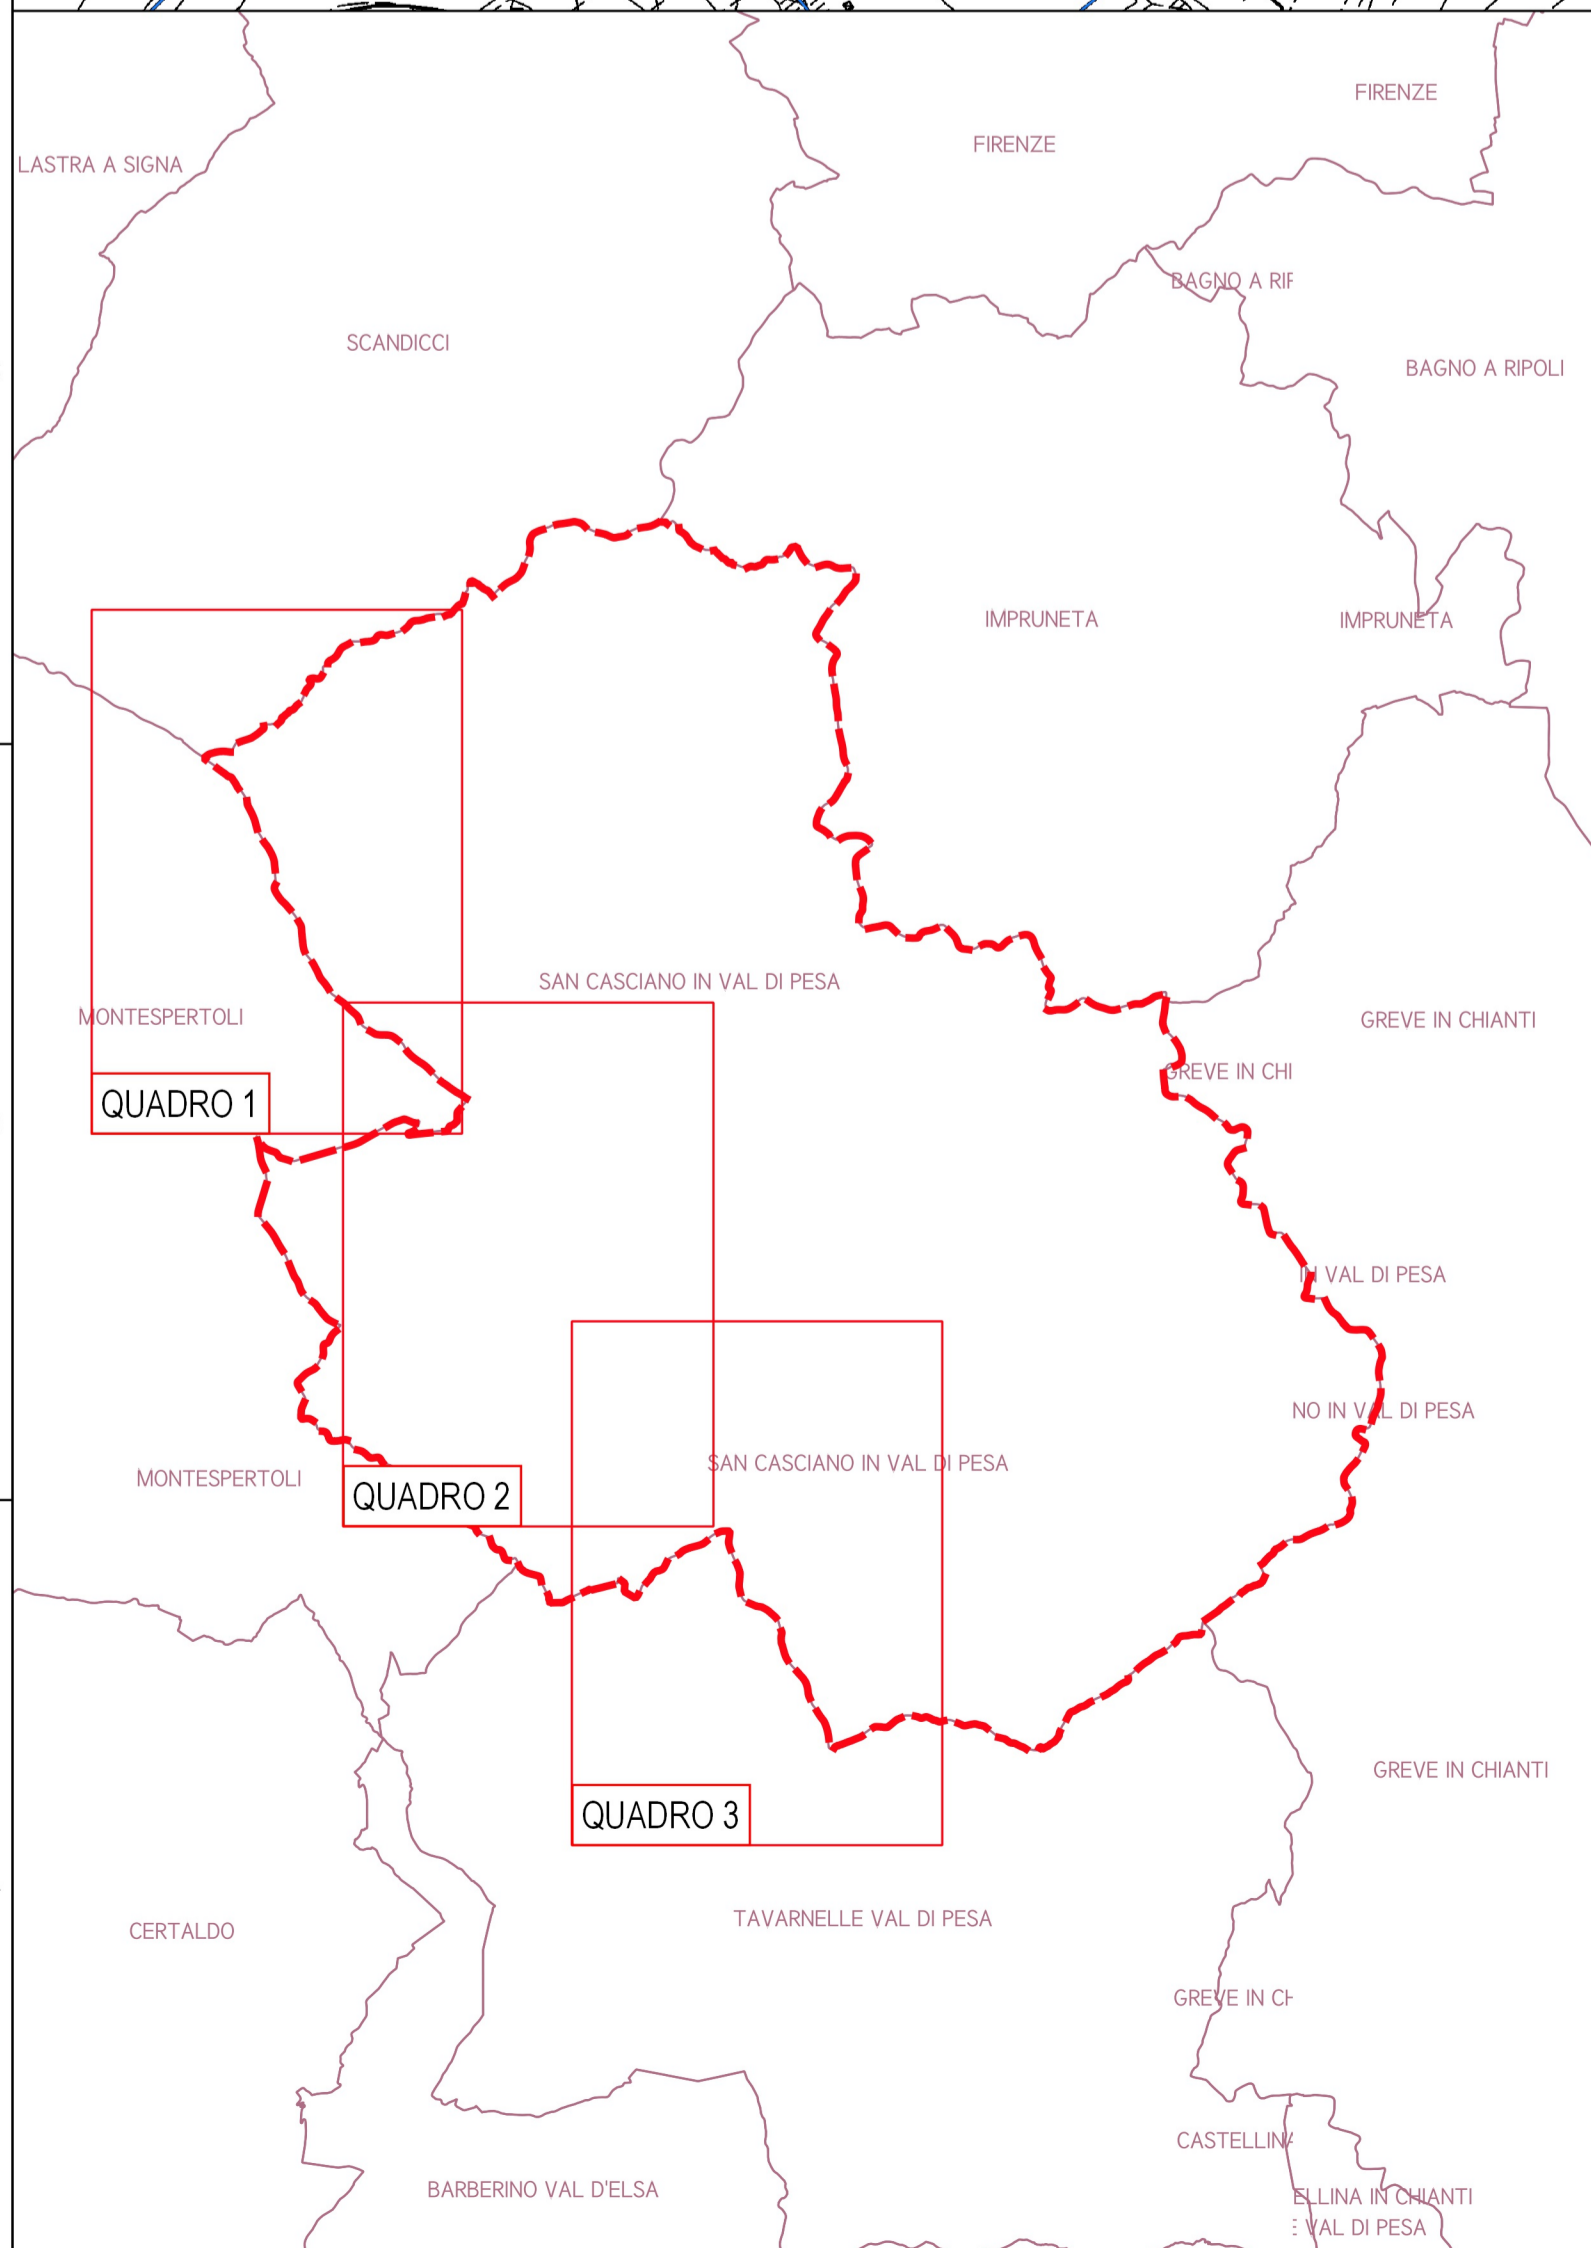 FIRENZE
FIRENZE
LASTRA A SIGNA
BAGNO A RIF
SCANDICCI
BAGNO A RIPOLI
IMPRUNETA
IMPRUNETA
SAN CASCIANO IN VAL DI PESA
MONTESPERTOLI
GREVE IN CHIANTI
GREVE IN CHI
QUADRO 1
IN VAL DI PESA
NO IN VAL DI PESA
SAN CASCIANO IN VAL DI PESA
MONTESPERTOLI
QUADRO 2
GREVE IN CHIANTI
QUADRO 3
TAVARNELLE VAL DI PESA
CERTALDO
GREVE IN CH
CASTELLINA
BARBERINO VAL D'ELSA
ELLINA IN CHIANTI
E VAL DI PESA